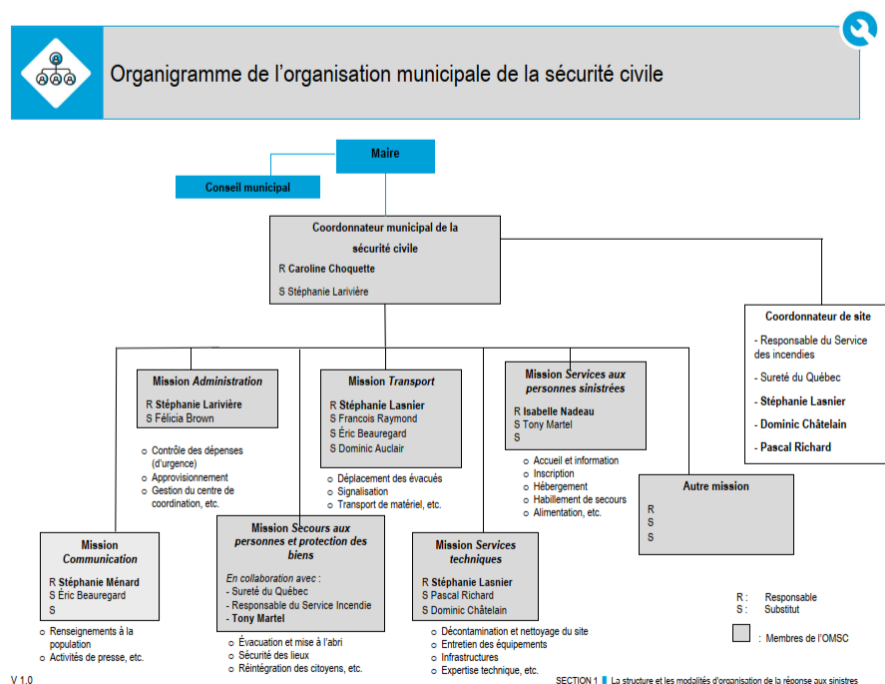 Organigramme de l'organisation municipale de la sécurité civile
Maire
Conseil municipal
Coordonnateur municipal de la
sécurité civile
R Caroline Choquette
S Stéphanie Larivière
Coordonnateur de site
- Responsable du Service
des incendies
- Sureté du Québec
- Stéphanie Lasnier
- Dominic Châtelain
- Pascal Richard
Mission Administration
R Stéphanie Larivière
S Félicia Brown
o Contrôle des dépenses
(d'urgence)
o Approvisionnement
o Gestion du centre de
coordination, etc.
Mission Transport
R Stéphanie Lasnier
S Francois Raymond
S Éric Beauregard
S Dominic Auclair
o Déplacement des évacués
o Signalisation
o Transport de matériel, etc.
Mission Services aux
personnes sinistrées
R Isabelle Nadeau
S Tony Martel
S
o Accueil et information
o Inscription
o Hébergement
o Habillement de secours
o Alimentation, etc.
Autre mission
R
S
S
Mission
Communication
R Stéphanie Ménard
S Éric Beauregard
S
o Renseignements à la
population
o Activités de presse, etc.
Mission Secours aux
personnes et protection des
biens
En collaboration avec :
- Sureté du Québec
- Responsable du Service Incendie
- Tony Martel
o Évacuation et mise à l'abri
o Sécurité des lieux
o Réintégration des citoyens, etc.
Mission Services
techniques
R Stéphanie Lasnier
S Pascal Richard
S Dominic Châtelain
o Décontamination et nettoyage du site
o Entretien des équipements
o Infrastructures
o Expertise technique, etc.
R : Responsable
S : Substitut
: Membres de l'OMSC
V 1.0
SECTION 1 La structure et les modalités d'organisation de la réponse aux sinistres